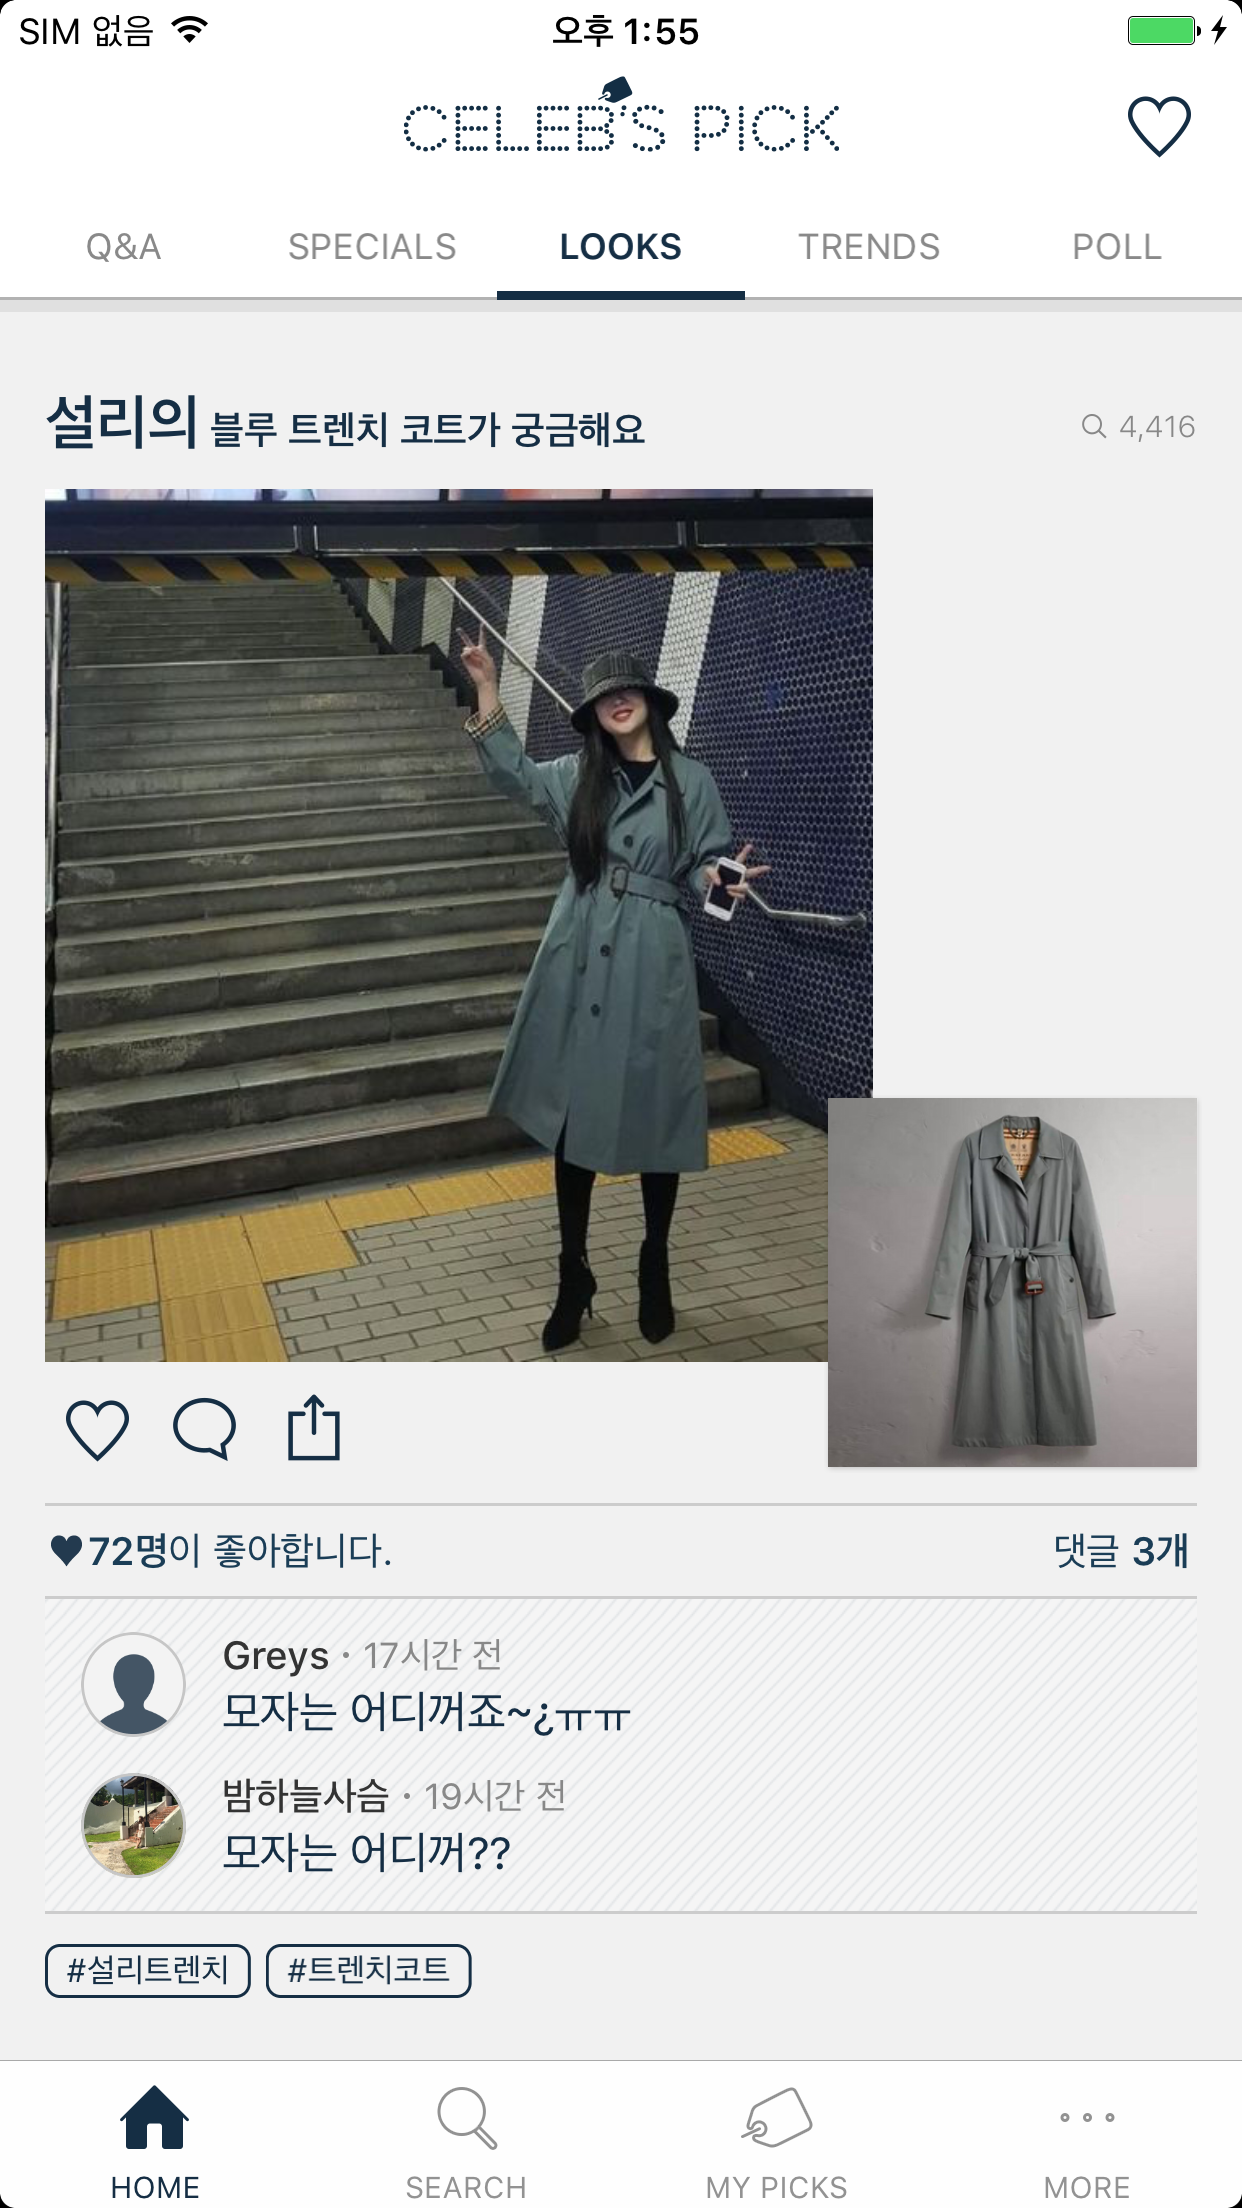 SIM 없음
오후 1:55
CELEB'S PICK
Q&A
SPECIALS
LOOKS
TRENDS
POLL
설리의 블루 트렌치 코트가 궁금해요
4,416
72명이 좋아합니다.
댓글 3개
Greys · 17시간 전
모자는 어디꺼죠~¿ㅠㅠ
밤하늘사슴 · 19시간 전
모자는 어디꺼??
#설리트렌치
#트렌치코트
HOME
SEARCH
MY PICKS
MORE